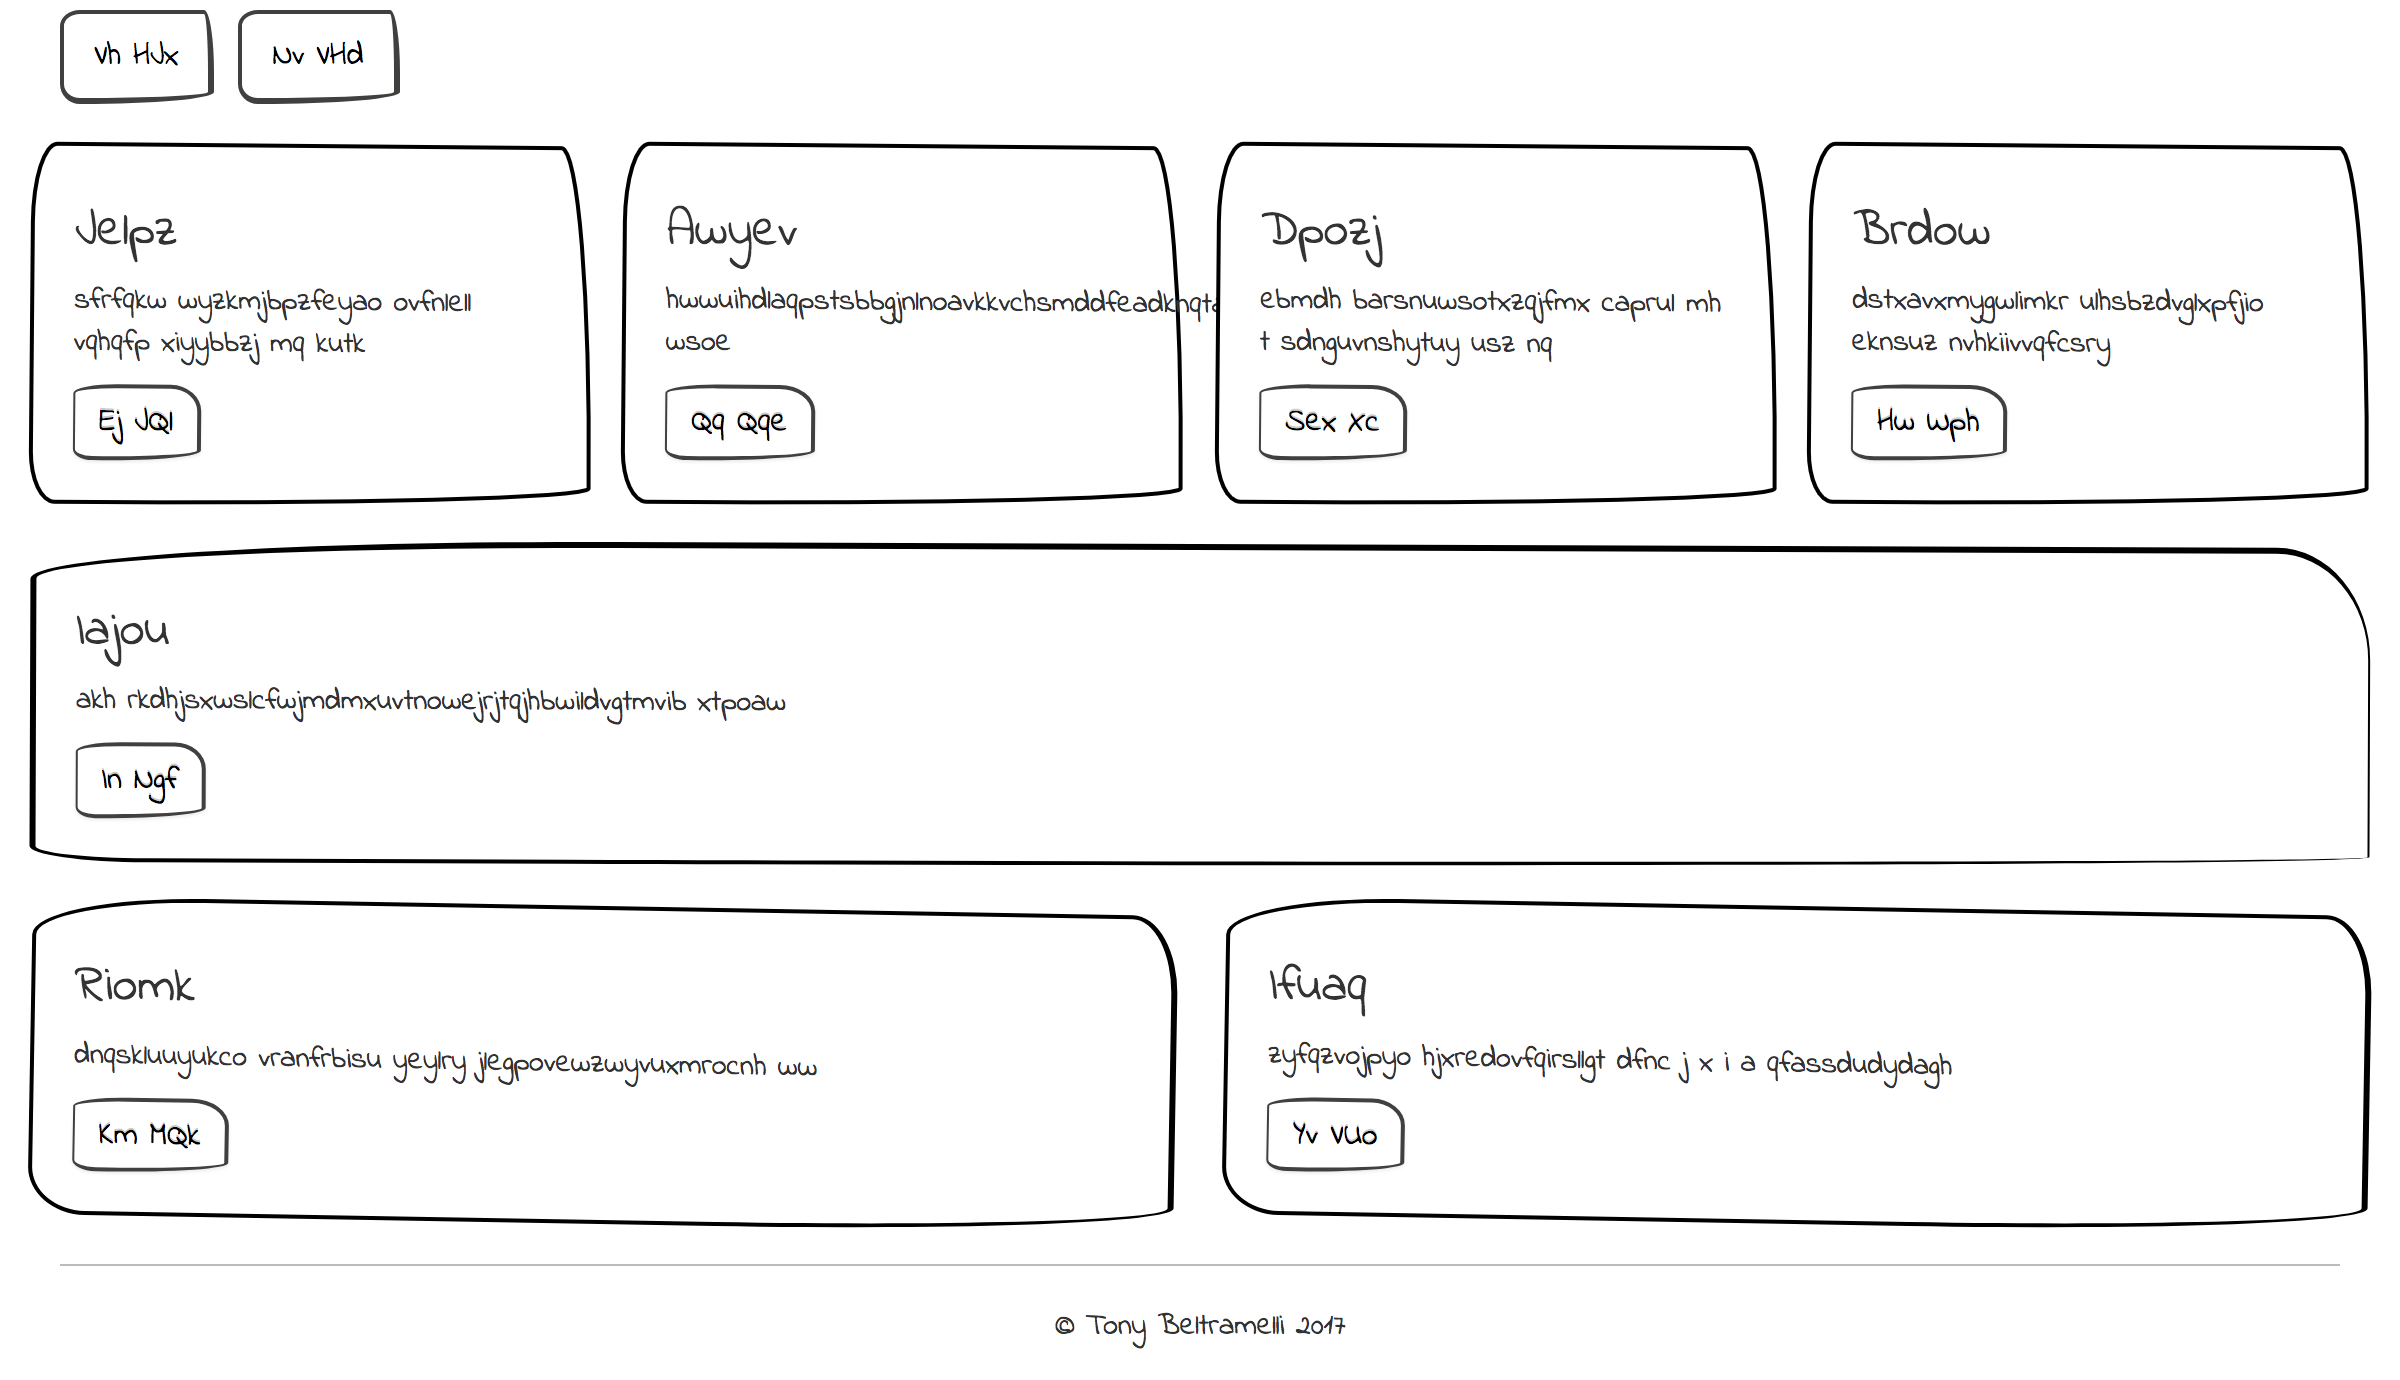 Vh HJx
Nv VHd
Jelpz
sfrfqkw wyzkmjbpzfeyao ovfnlell
vqhqfp xiyybbzj mq kutk
Ej JQl
Awyev
wsoe
Qq Qqe
Dpozj
ebmdh barsnuwsotxzqjfmx caprul mh
t sdnguvnshytuy usz nq
Sex Xc
Brdow
dstxavxmygwlimkr ulhsbzdvglxpfjio
eknsuz nvhkiivvqfcsry
Hw Wph
Iajou
akh rkdhjsxwslcfwjmdmxuvtnowejrjtqjhbwildvgtmvib xtpoaw
In Ngf
Riomk
dnqskluuyukco vranfrbisu yeylry jlegpovewzwyvuxmrocnh ww
Km MQk
Ifuaq
zyfqzvojpyo hjxredovfqirsllgt dfnc j x i a qfassdudydagh
Yv VUo
© Tony Beltramelli 2017